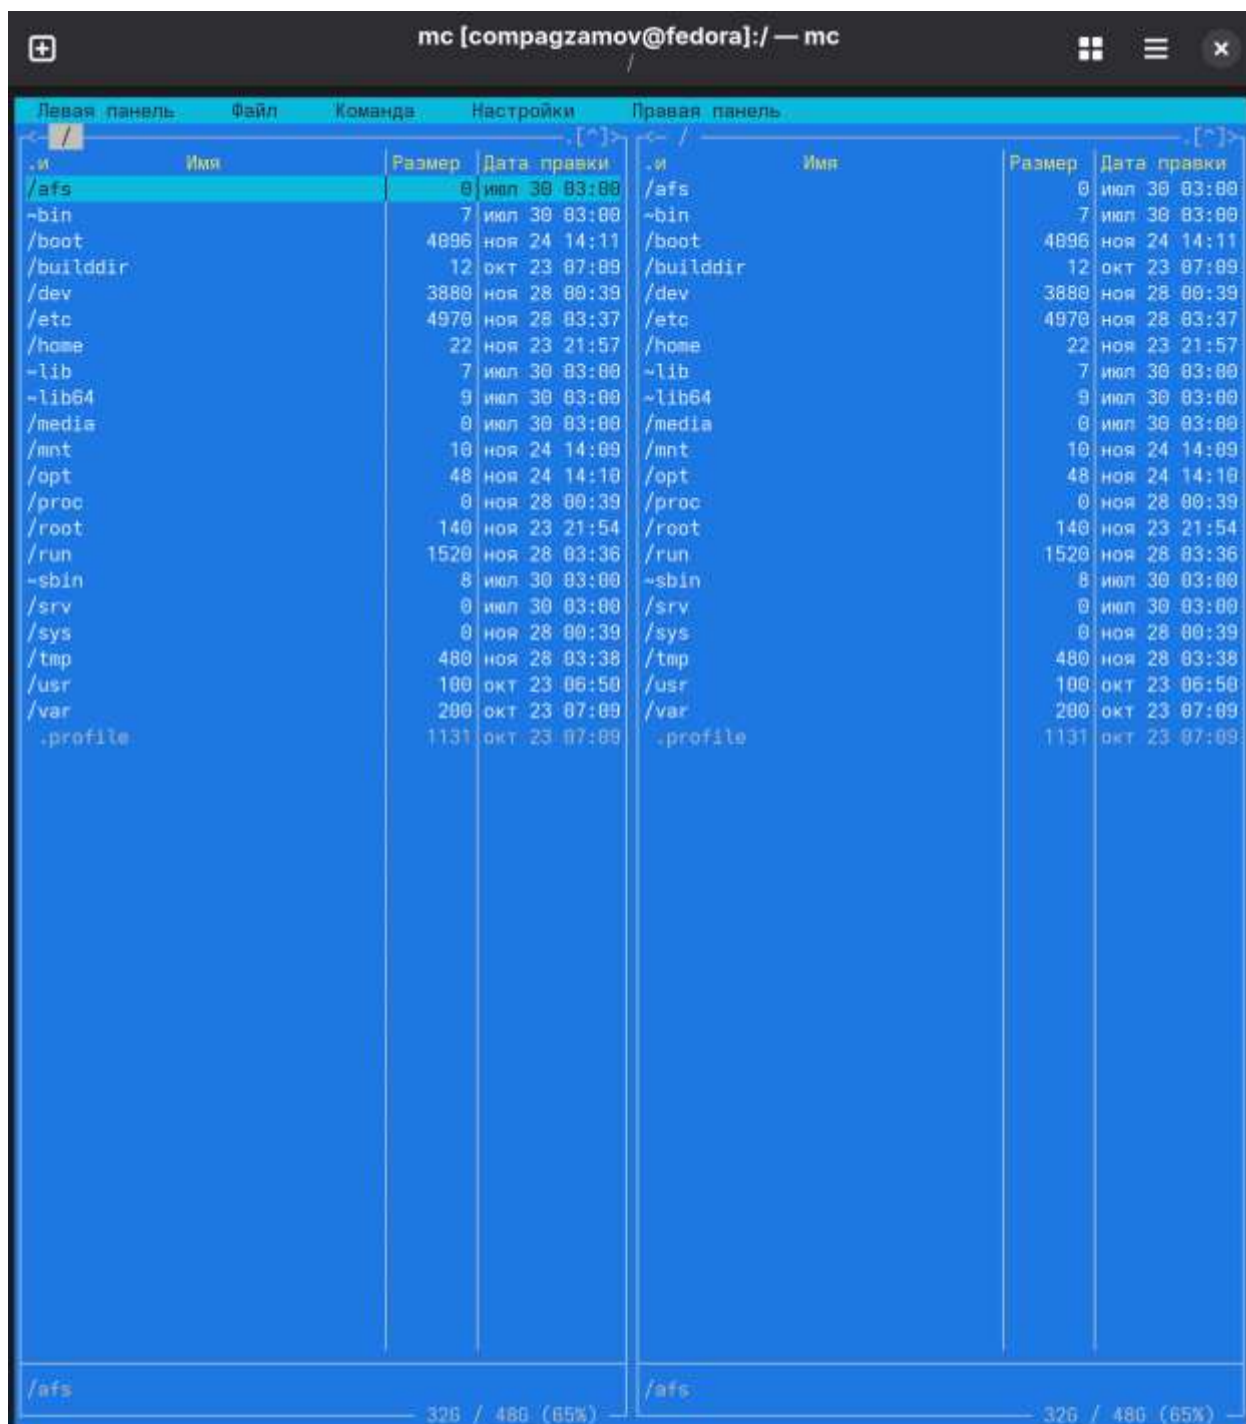 mc [compagzamov@fedora]:/ — mc
/
Левая панель Файл Команда Настройки Правая панель
<- / .[^]> <- / .[^]>
.и Имя Размер Дата правки .и Имя Размер Дата правки
/afs 0 июл 30 03:00 /afs 0 июл 30 03:00
~bin 7 июл 30 03:00 ~bin 7 июл 30 03:00
/boot 4096 ноя 24 14:11 /boot 4096 ноя 24 14:11
/builddir 12 окт 23 07:09 /builddir 12 окт 23 07:09
/dev 3880 ноя 28 00:39 /dev 3880 ноя 28 00:39
/etc 4970 ноя 28 03:37 /etc 4970 ноя 28 03:37
/home 22 ноя 23 21:57 /home 22 ноя 23 21:57
~lib 7 июл 30 03:00 ~lib 7 июл 30 03:00
~lib64 9 июл 30 03:00 ~lib64 9 июл 30 03:00
/media 0 июл 30 03:00 /media 0 июл 30 03:00
/mnt 10 ноя 24 14:09 /mnt 10 ноя 24 14:09
/opt 48 ноя 24 14:10 /opt 48 ноя 24 14:10
/proc 0 ноя 28 00:39 /proc 0 ноя 28 00:39
/root 140 ноя 23 21:54 /root 140 ноя 23 21:54
/run 1520 ноя 28 03:36 /run 1520 ноя 28 03:36
~sbin 8 июл 30 03:00 ~sbin 8 июл 30 03:00
/srv 0 июл 30 03:00 /srv 0 июл 30 03:00
/sys 0 ноя 28 00:39 /sys 0 ноя 28 00:39
/tmp 480 ноя 28 03:38 /tmp 480 ноя 28 03:38
/usr 100 окт 23 06:50 /usr 100 окт 23 06:50
/var 200 окт 23 07:09 /var 200 окт 23 07:09
.profile 1131 окт 23 07:09 .profile 1131 окт 23 07:09
/afs /afs
32G / 48G (65%) 32G / 48G (65%)